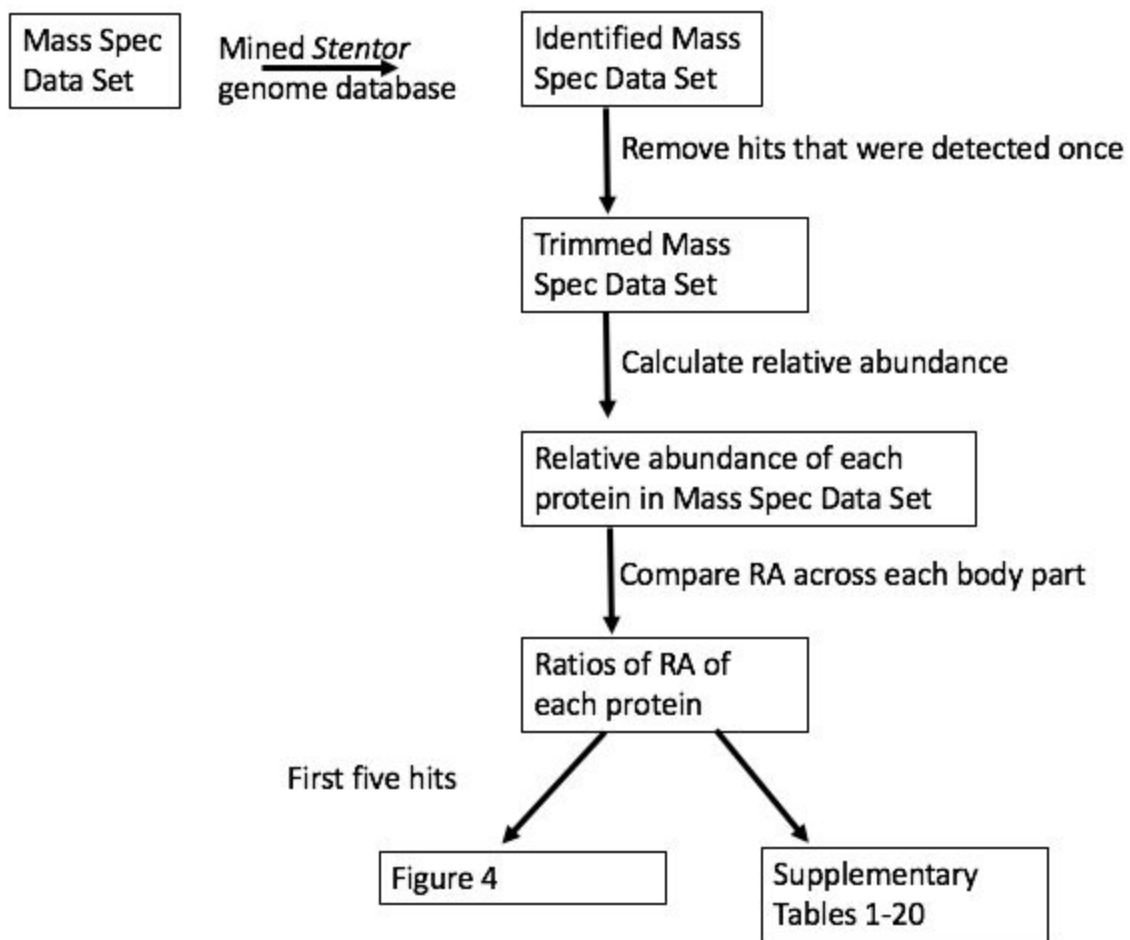 Mass Spec
Data Set
Mined Stentor
genome database
Identified Mass
Spec Data Set
Remove hits that were detected once
Trimmed Mass
Spec Data Set
Calculate relative abundance
Relative abundance of each
protein in Mass Spec Data Set
Compare RA across each body part
Ratios of RA of
each protein
First five hits
Figure 4
Supplementary
Tables 1-20